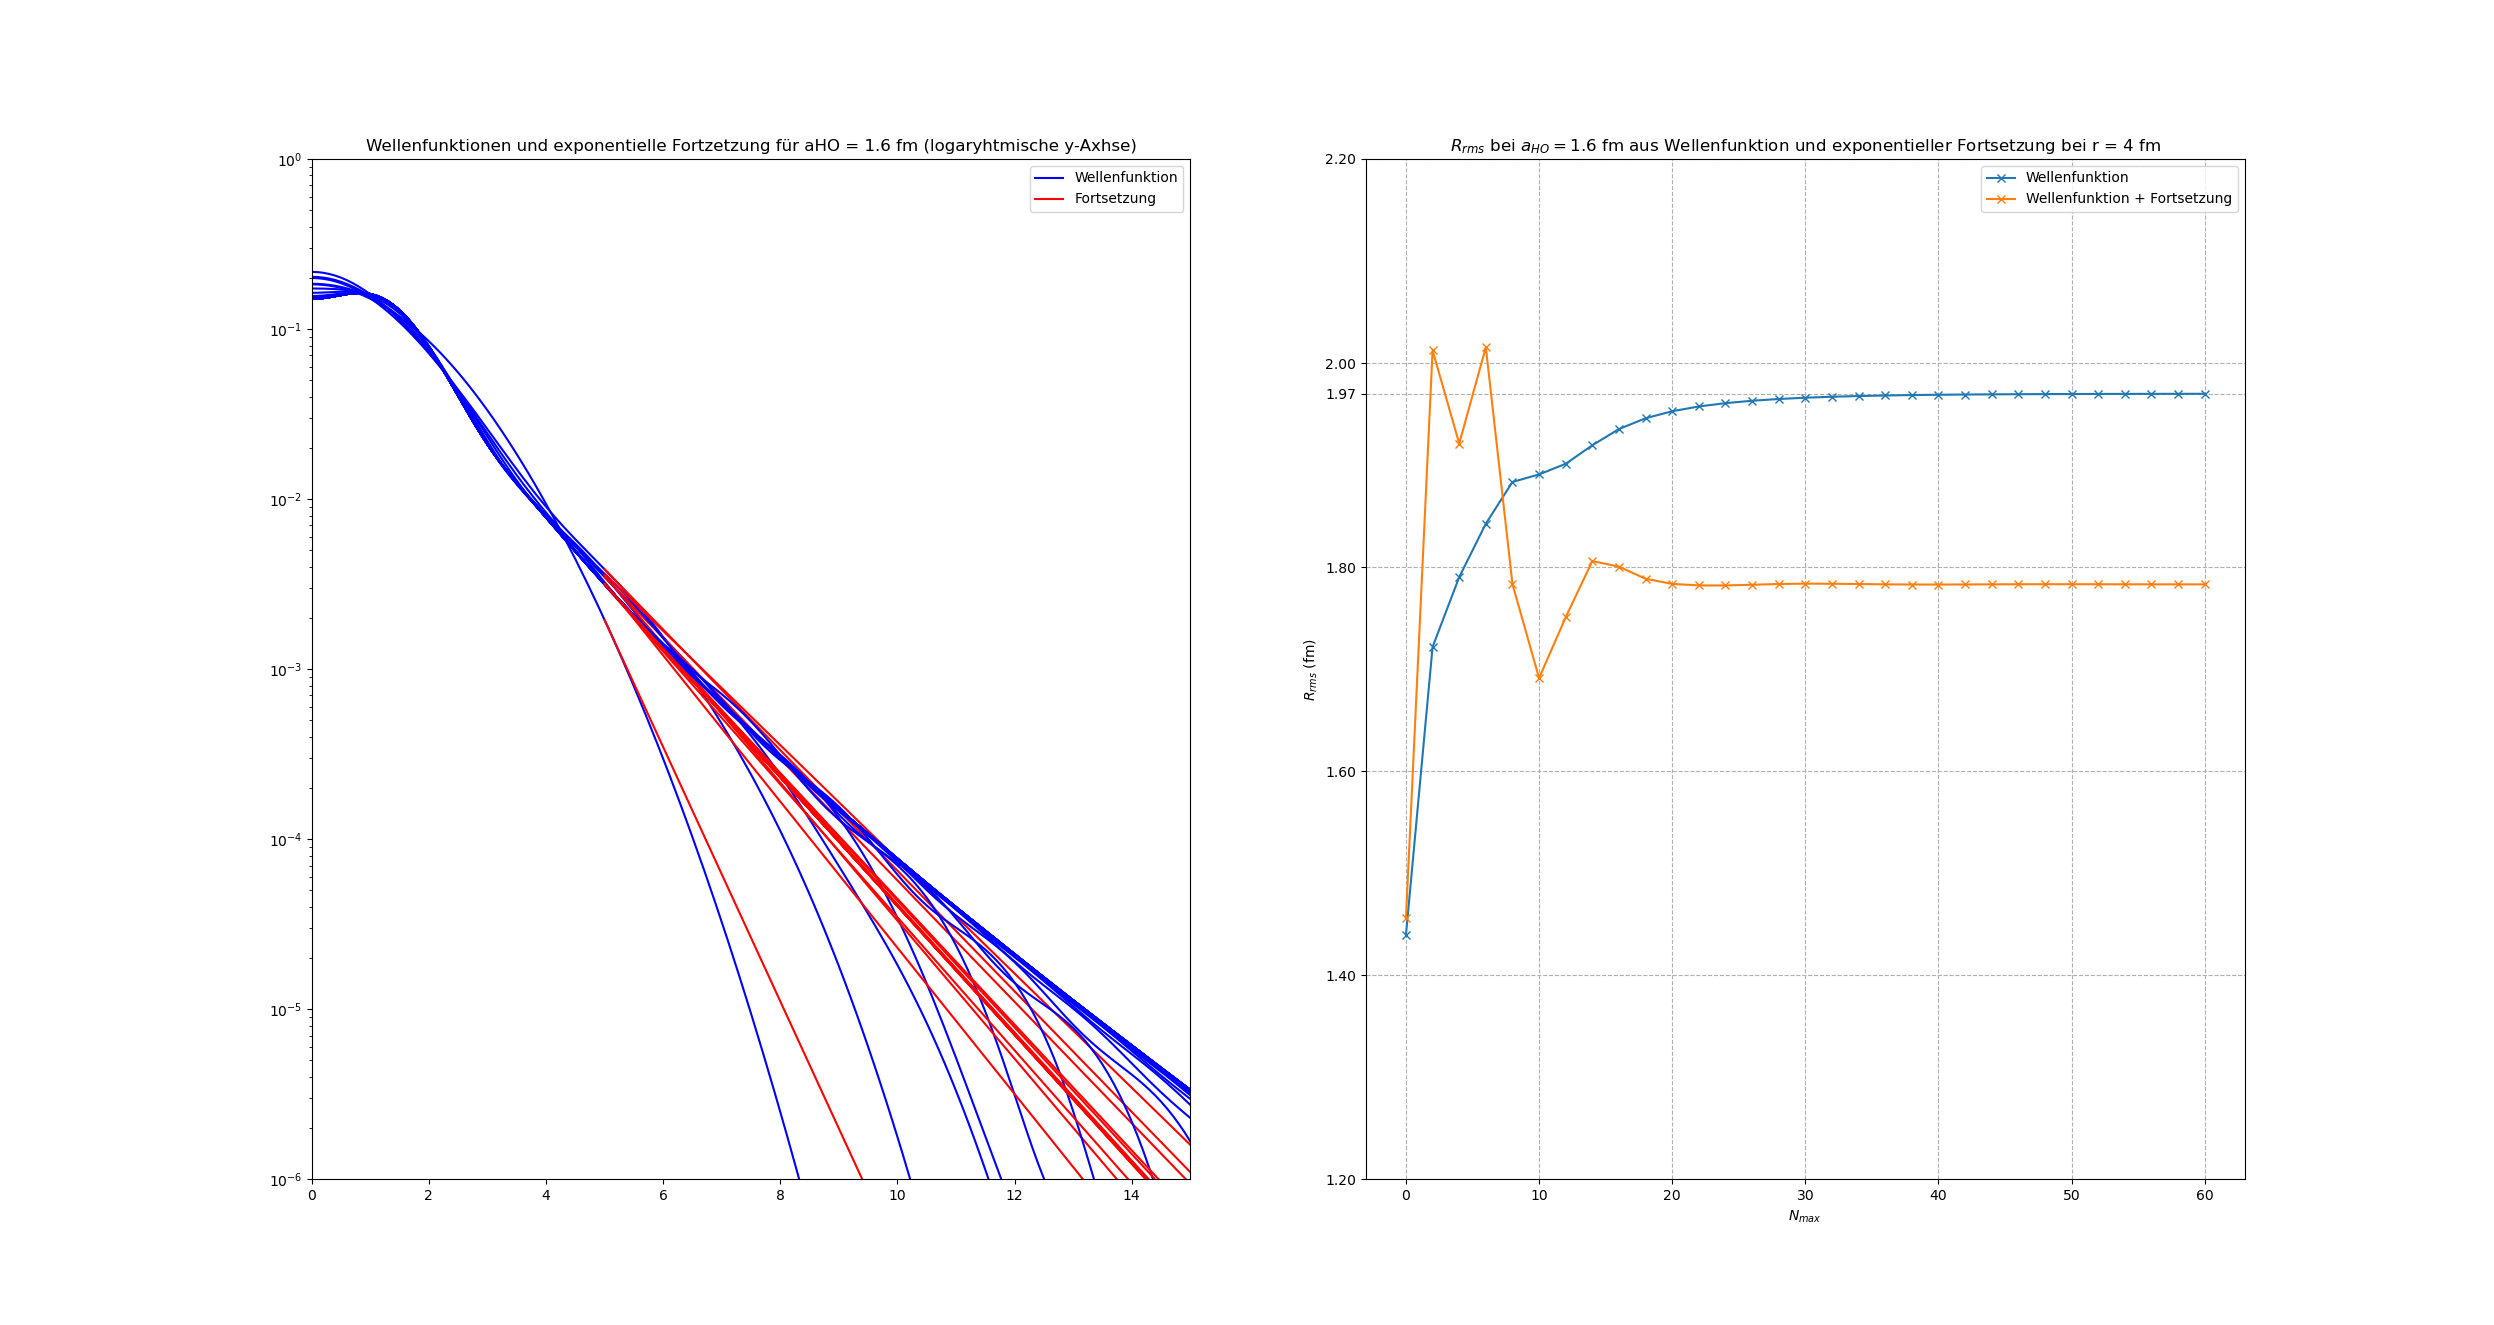 Wellenfunktionen und exponentielle Fortzetzung für aHO = 1.6 fm (logaryhtmische y-Axhse)
10⁰
10⁻¹
10⁻²
10⁻³
10⁻⁴
10⁻⁵
10⁻⁶
0 2 4 6 8 10 12 14
Wellenfunktion
Fortsetzung
R_rms bei a_HO = 1.6 fm aus Wellenfunktion und exponentieller Fortsetzung bei r = 4 fm
2.20
2.00
1.97
1.80
1.60
1.40
1.20
R_rms (fm)
0 10 20 30 40 50 60
N_max
Wellenfunktion
Wellenfunktion + Fortsetzung